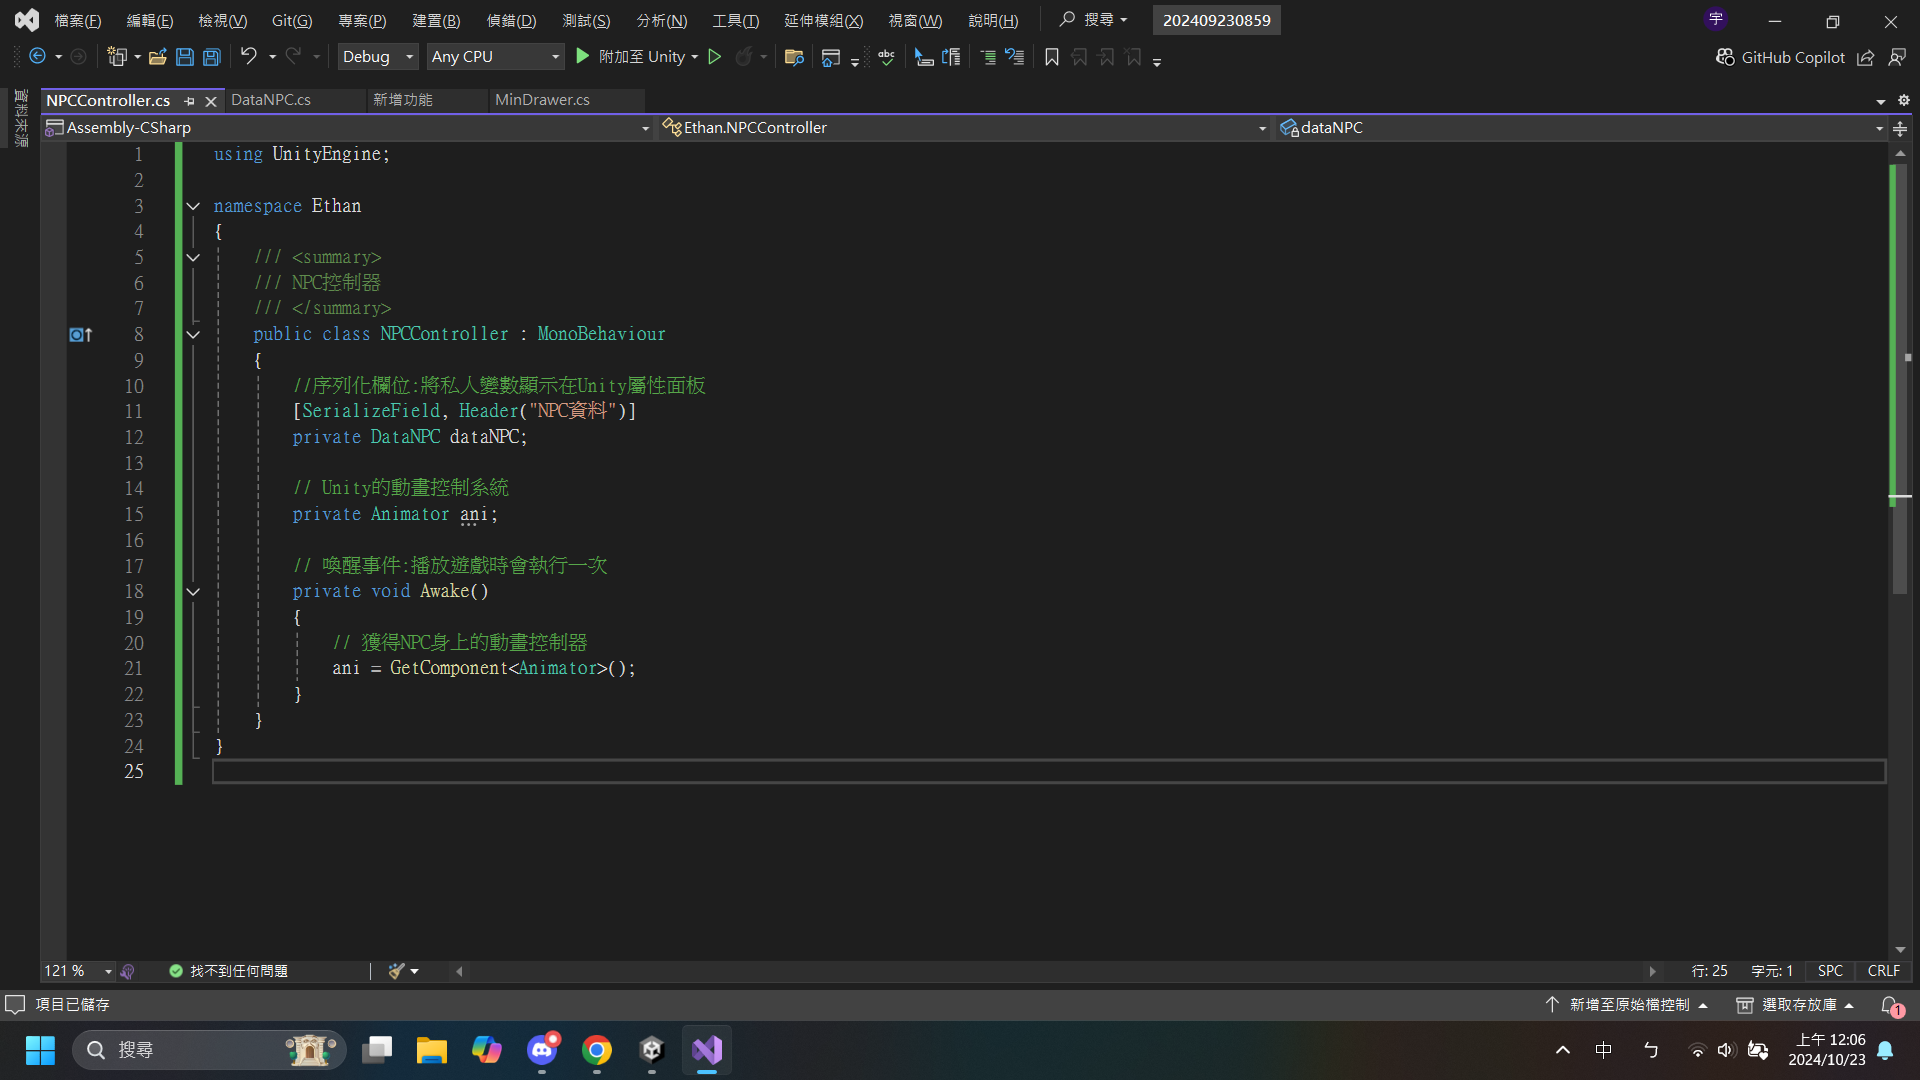 檔案(F) 編輯(E) 檢視(V) Git(G) 專案(P) 建置(B) 偵錯(D) 測試(S) 分析(N) 工具(T) 延伸模組(X) 視窗(W) 說明(H) 搜尋 202409230859 宇
Debug Any CPU 附加至 Unity abc GitHub Copilot
資料來源
NPCController.cs DataNPC.cs 新增功能 MinDrawer.cs
Assembly-CSharp Ethan.NPCController dataNPC
1 using UnityEngine;
2
3 namespace Ethan
4 {
5 /// <summary>
6 /// NPC控制器
7 /// </summary>
8 public class NPCController : MonoBehaviour
9 {
10 //序列化欄位:將私人變數顯示在Unity屬性面板
11 [SerializeField, Header("NPC資料")]
12 private DataNPC dataNPC;
13
14 // Unity的動畫控制系統
15 private Animator ani;
16
17 // 喚醒事件:播放遊戲時會執行一次
18 private void Awake()
19 {
20 // 獲得NPC身上的動畫控制器
21 ani = GetComponent<Animator>();
22 }
23 }
24 }
25
121 % 找不到任何問題 行: 25 字元: 1 SPC CRLF
項目已儲存 新增至原始檔控制 選取存放庫 1
搜尋 中 ㄅ 上午 12:06
2024/10/23